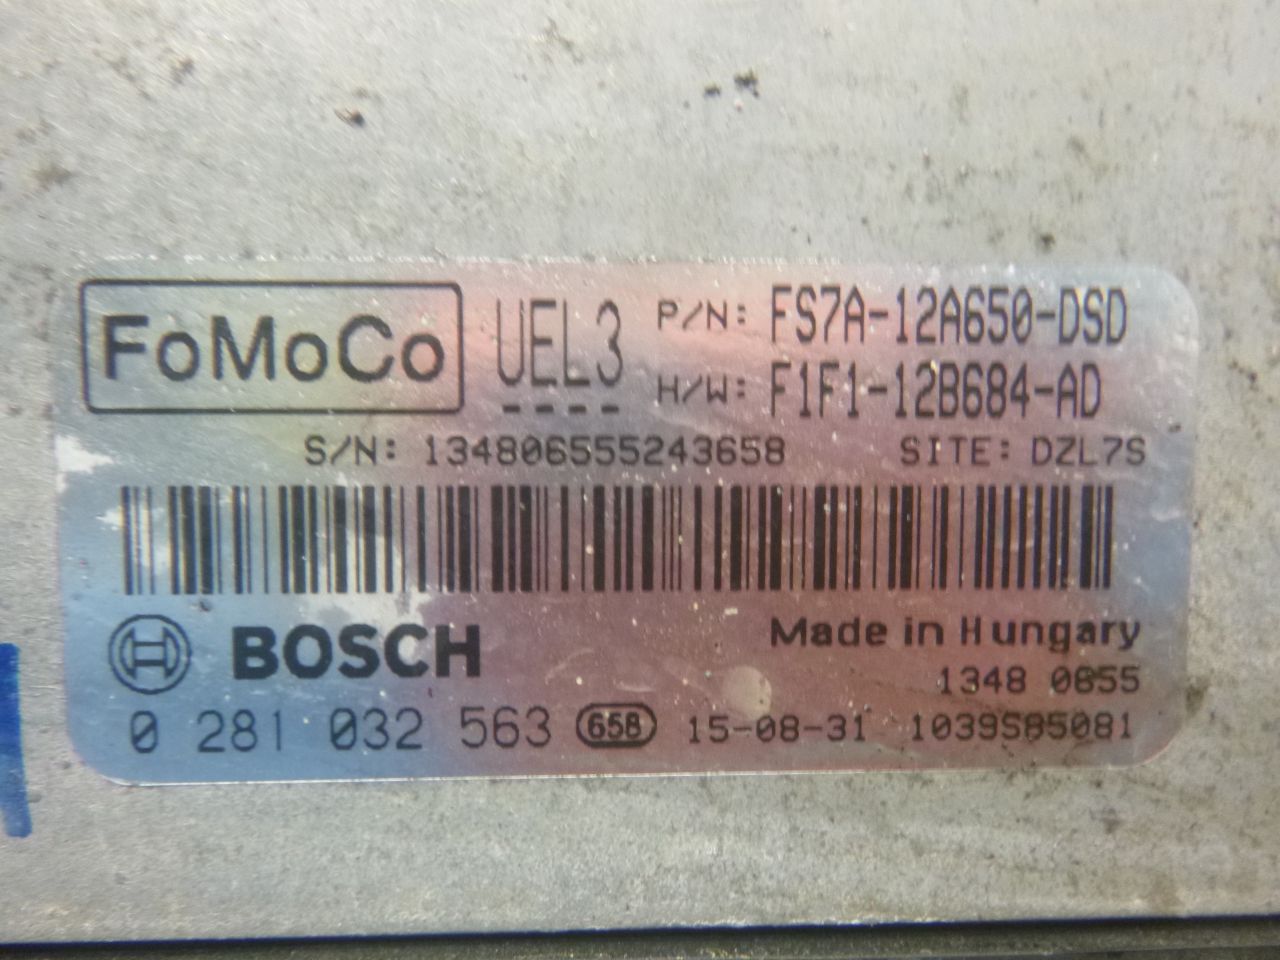 FoMoCo UEL3 P/N: FS7A-12A650-DSD
H/W: F1F1-12B684-AD
S/N: 134806555243658 SITE: DZL7S
BOSCH Made in Hungary
1348 0655
0 281 032 563 658 15-08-31 1039S85081